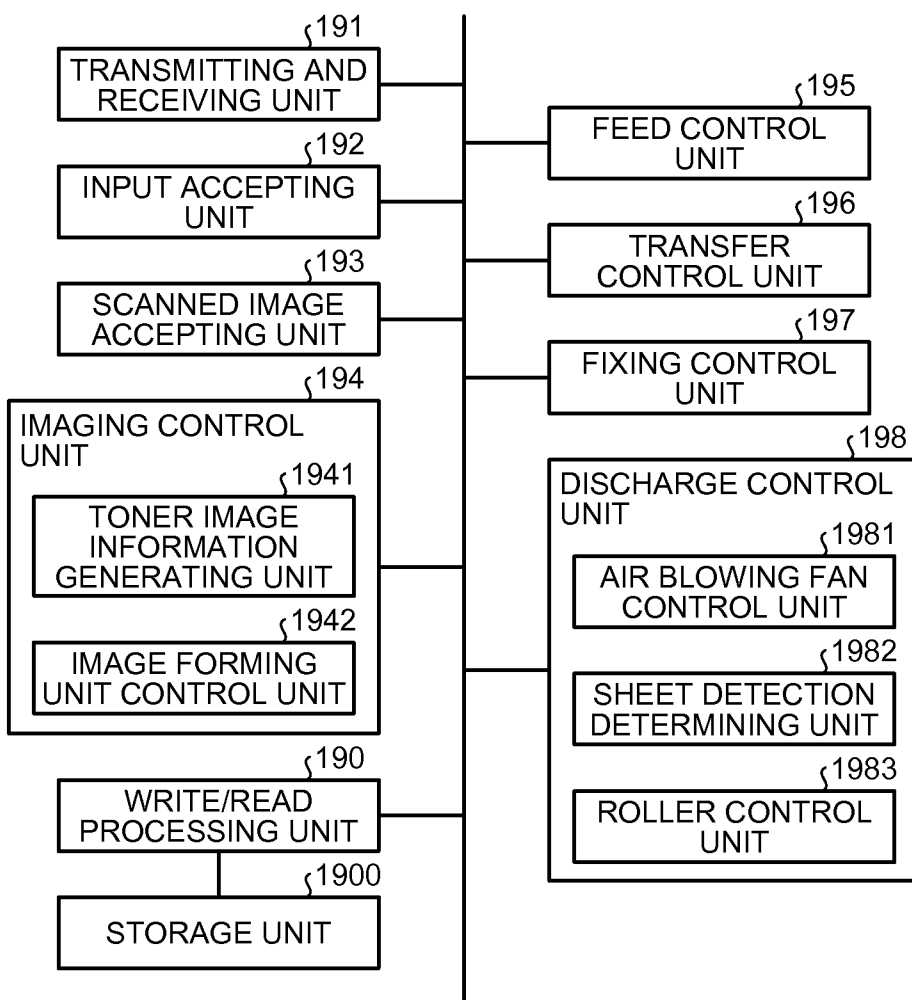 191
TRANSMITTING AND
RECEIVING UNIT
192
INPUT ACCEPTING
UNIT
193
SCANNED IMAGE
ACCEPTING UNIT
194
IMAGING CONTROL
UNIT
1941
TONER IMAGE
INFORMATION
GENERATING UNIT
1942
IMAGE FORMING
UNIT CONTROL UNIT
190
WRITE/READ
PROCESSING UNIT
1900
STORAGE UNIT
195
FEED CONTROL
UNIT
196
TRANSFER
CONTROL UNIT
197
FIXING CONTROL
UNIT
198
DISCHARGE CONTROL
UNIT
1981
AIR BLOWING FAN
CONTROL UNIT
1982
SHEET DETECTION
DETERMINING UNIT
1983
ROLLER CONTROL
UNIT